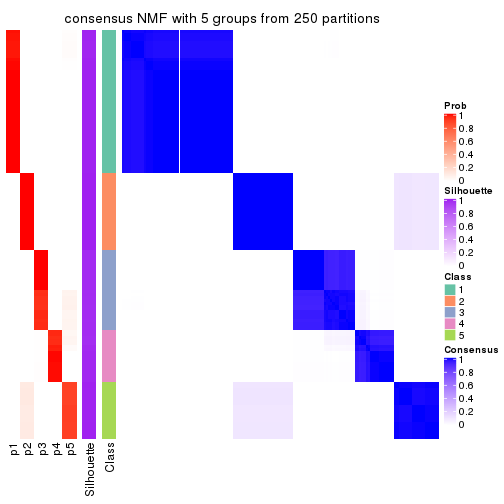 consensus NMF with 5 groups from 250 partitions
Prob
1
0.8
0.6
0.4
0.2
0
Silhouette
1
0.8
0.6
0.4
0.2
0
Class
1
2
3
4
5
Consensus
1
0.8
0.6
0.4
0.2
0
p1
p2
p3
p4
p5
Silhouette
Class